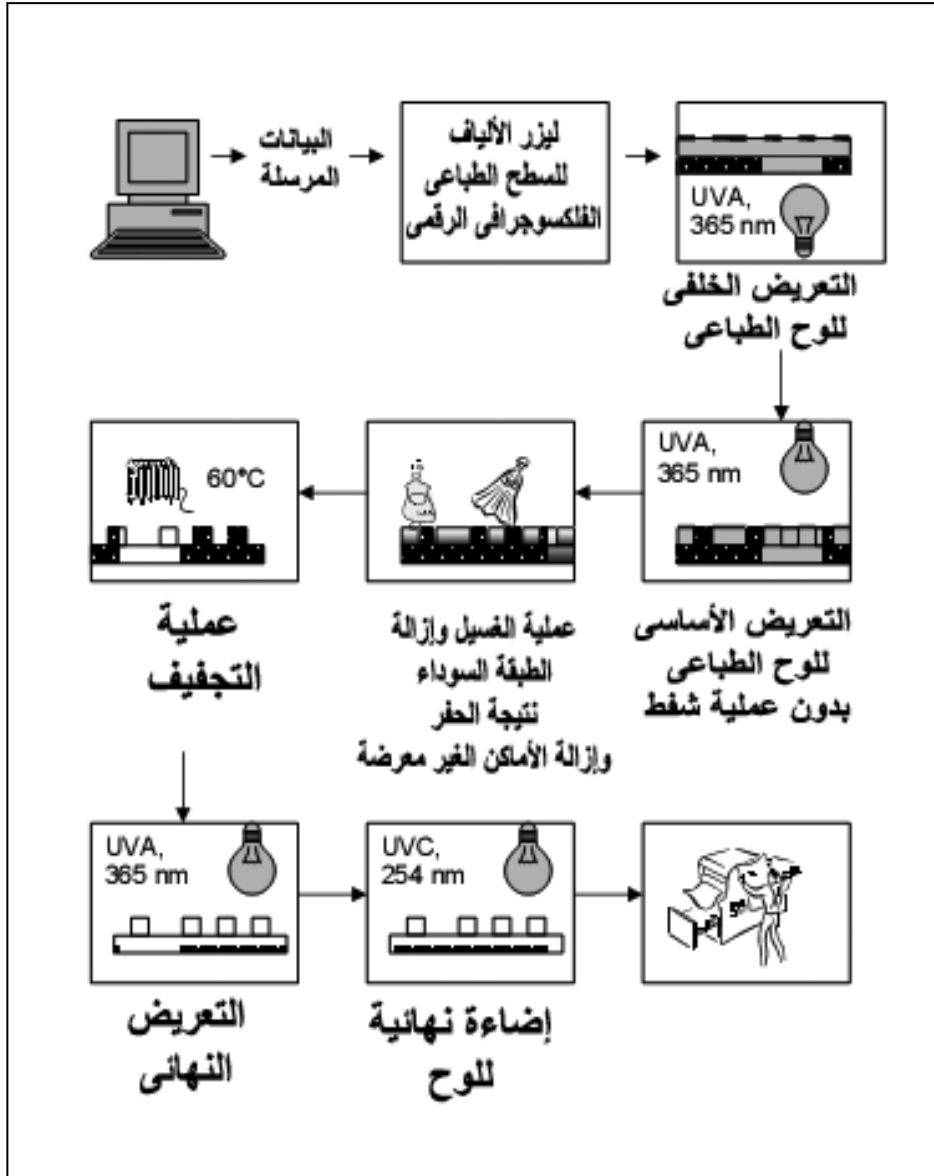 البيانات
المرسلة
ليزر الألياف
للسطح الطباعى
الفلكسوجرافى الرقمى
UVA,
365 nm
التعريض الخلفى
للوح الطباعى
UVA,
365 nm
التعريض الأساسى
للوح الطباعى
بدون عملية شفط
عملية الغسيل وإزالة
الطبقة السوداء
نتيجة الحفر
وإزالة الأماكن الغير معرضة
60°C
عملية
التجفيف
UVA,
365 nm
التعريض
النهائى
UVC,
254 nm
إضاءة نهائية
للوح